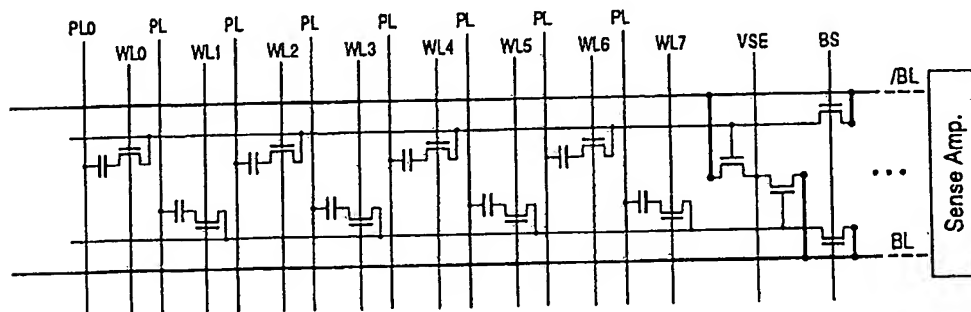 PL0 PL PL PL PL PL PL PL
WL0 WL1 WL2 WL3 WL4 WL5 WL6 WL7 VSE BS
/BL
BL
Sense Amp.